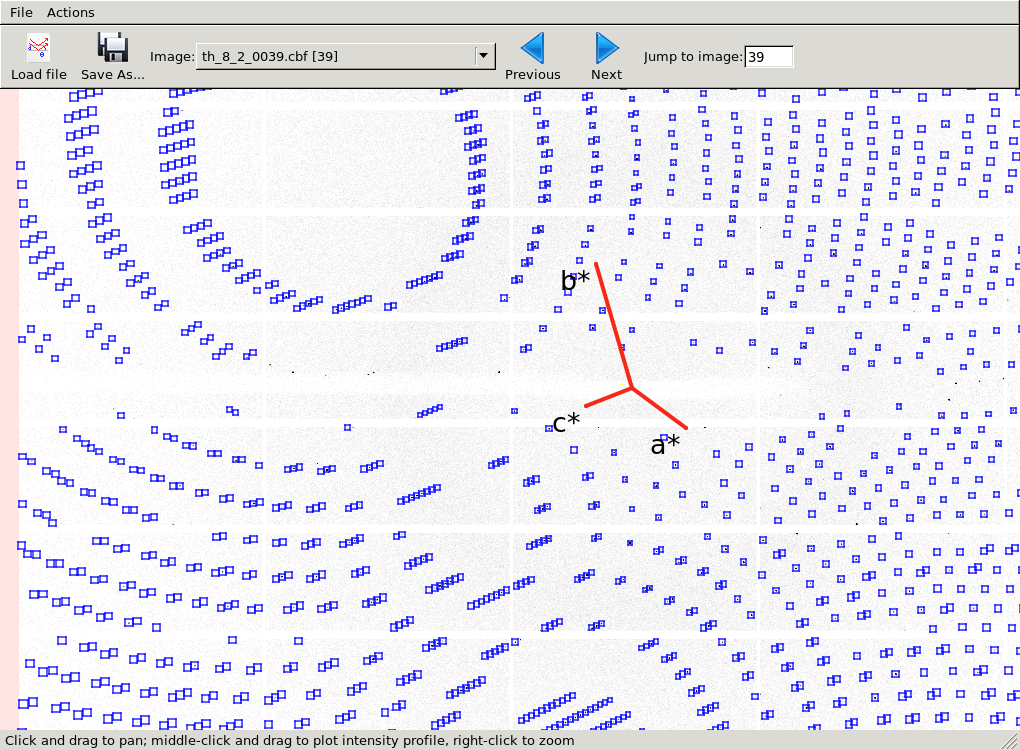 File Actions
Load file Save As... Image: th_8_2_0039.cbf [39] Previous Next Jump to image: 39
b*
c*
a*
Click and drag to pan; middle-click and drag to plot intensity profile, right-click to zoom